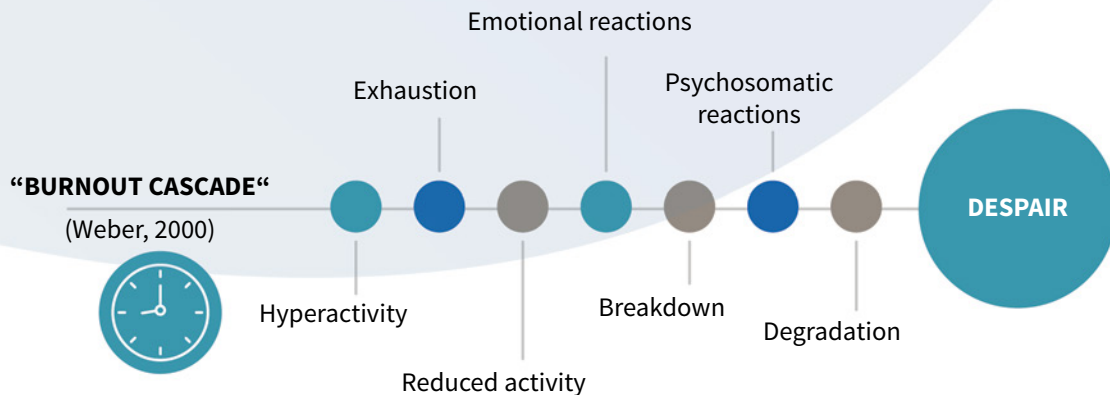 Emotional reactions
Exhaustion
Psychosomatic
reactions
“BURNOUT CASCADE“
(Weber, 2000)
DESPAIR
Hyperactivity
Breakdown
Degradation
Reduced activity